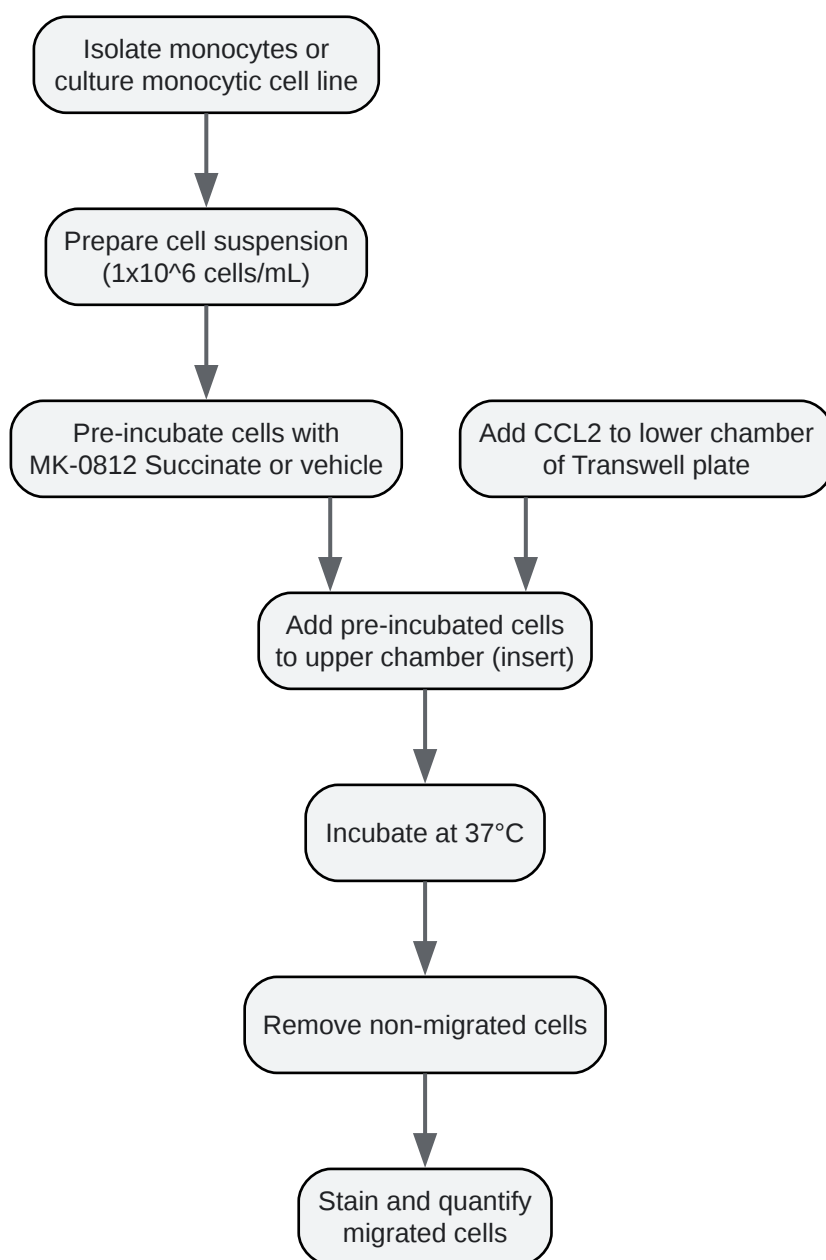 Isolate monocytes or
culture monocytic cell line
Prepare cell suspension
(1x10^6 cells/mL)
Pre-incubate cells with
MK-0812 Succinate or vehicle
Add CCL2 to lower chamber
of Transwell plate
Add pre-incubated cells
to upper chamber (insert)
Incubate at 37°C
Remove non-migrated cells
Stain and quantify
migrated cells